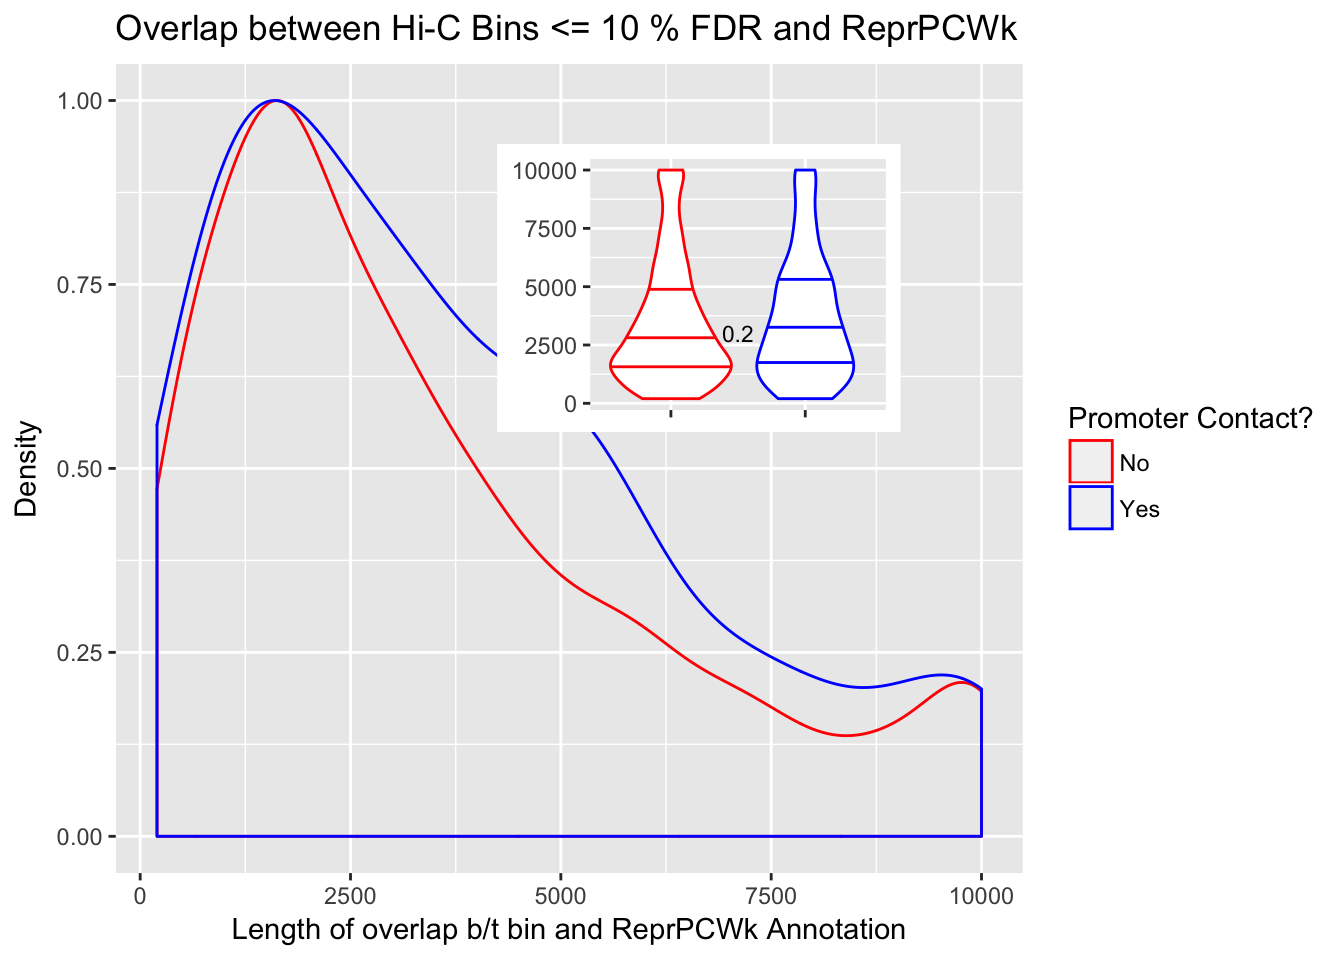 Overlap between Hi-C Bins <= 10 % FDR and ReprPCWk
1.00
0.75
0.50
0.25
0.00
Density
10000
7500
5000
2500
0
0.2
Promoter Contact?
No
Yes
0 2500 5000 7500 10000
Length of overlap b/t bin and ReprPCWk Annotation